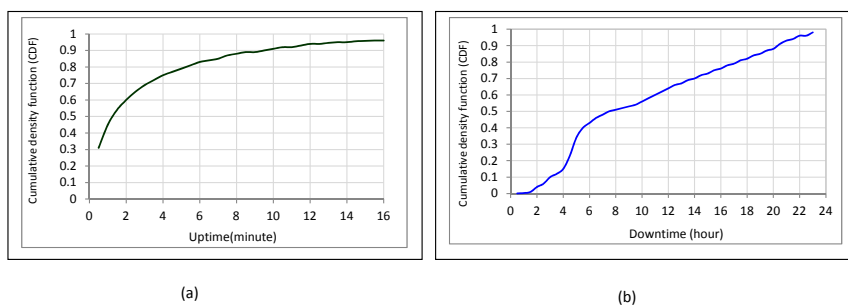 Cumulative density function (CDF)
1
0.9
0.8
0.7
0.6
0.5
0.4
0.3
0.2
0.1
0
0 2 4 6 8 10 12 14 16
Uptime(minute)
(a)
Cumulative density function (CDF)
1
0.9
0.8
0.7
0.6
0.5
0.4
0.3
0.2
0.1
0
0 2 4 6 8 10 12 14 16 18 20 22 24
Downtime (hour)
(b)